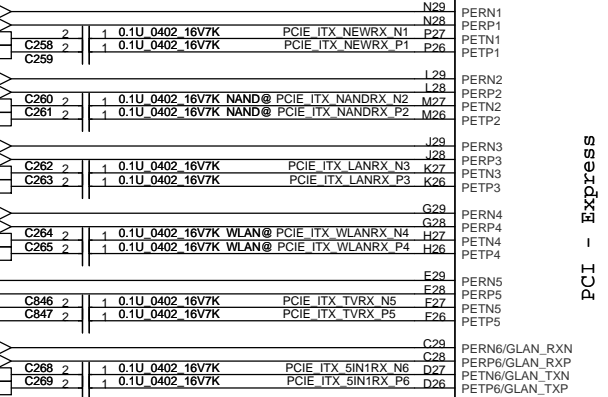 N29 PERN1
N28 PERP1
2 1 0.1U_0402_16V7K PCIE_ITX_NEWRX_N1 P27 PETN1
C258 2 1 0.1U_0402_16V7K PCIE_ITX_NEWRX_P1 P26 PETP1
C259
L29 PERN2
L28 PERP2
C260 2 1 0.1U_0402_16V7K NAND@ PCIE_ITX_NANDRX_N2 M27 PETN2
C261 2 1 0.1U_0402_16V7K NAND@ PCIE_ITX_NANDRX_P2 M26 PETP2
J29 PERN3
J28 PERP3
C262 2 1 0.1U_0402_16V7K PCIE_ITX_LANRX_N3 K27 PETN3
C263 2 1 0.1U_0402_16V7K PCIE_ITX_LANRX_P3 K26 PETP3
G29 PERN4
G28 PERP4
C264 2 1 0.1U_0402_16V7K WLAN@ PCIE_ITX_WLANRX_N4 H27 PETN4
C265 2 1 0.1U_0402_16V7K WLAN@ PCIE_ITX_WLANRX_P4 H26 PETP4
E29 PERN5
E28 PERP5
C846 2 1 0.1U_0402_16V7K PCIE_ITX_TVRX_N5 F27 PETN5
C847 2 1 0.1U_0402_16V7K PCIE_ITX_TVRX_P5 F26 PETP5
C29 PERN6/GLAN_RXN
C28 PERP6/GLAN_RXP
C268 2 1 0.1U_0402_16V7K PCIE_ITX_5IN1RX_N6 D27 PETN6/GLAN_TXN
C269 2 1 0.1U_0402_16V7K PCIE_ITX_5IN1RX_P6 D26 PETP6/GLAN_TXP
PCI - Express